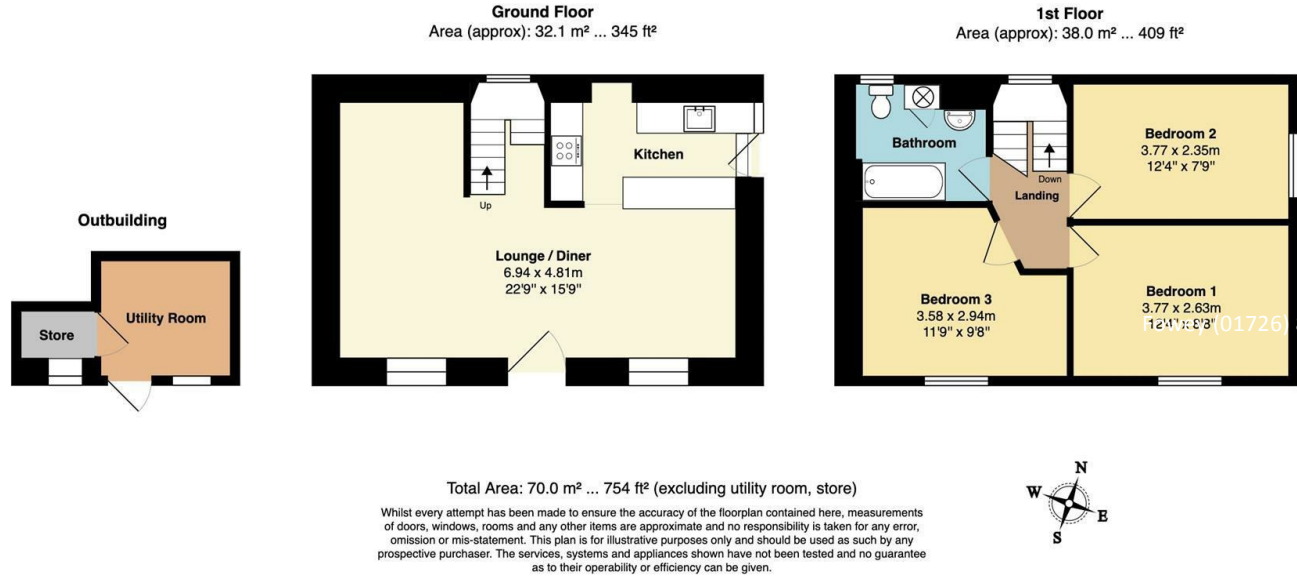 Ground Floor
Area (approx): 32.1 m² ... 345 ft²
1st Floor
Area (approx): 38.0 m² ... 409 ft²
Outbuilding
Store
Utility Room
Up
Kitchen
Lounge / Diner
6.94 x 4.81m
22'9" x 15'9"
Bathroom
Down
Landing
Bedroom 2
3.77 x 2.35m
12'4" x 7'9"
Bedroom 3
3.58 x 2.94m
11'9" x 9'8"
Bedroom 1
3.77 x 2.63m
Fowey (01726)
Total Area: 70.0 m² ... 754 ft² (excluding utility room, store)
Whilst every attempt has been made to ensure the accuracy of the floorplan contained here, measurements
of doors, windows, rooms and any other items are approximate and no responsibility is taken for any error,
omission or mis-statement. This plan is for illustrative purposes only and should be used as such by any
prospective purchaser. The services, systems and appliances shown have not been tested and no guarantee
as to their operability or efficiency can be given.
N
W
E
S